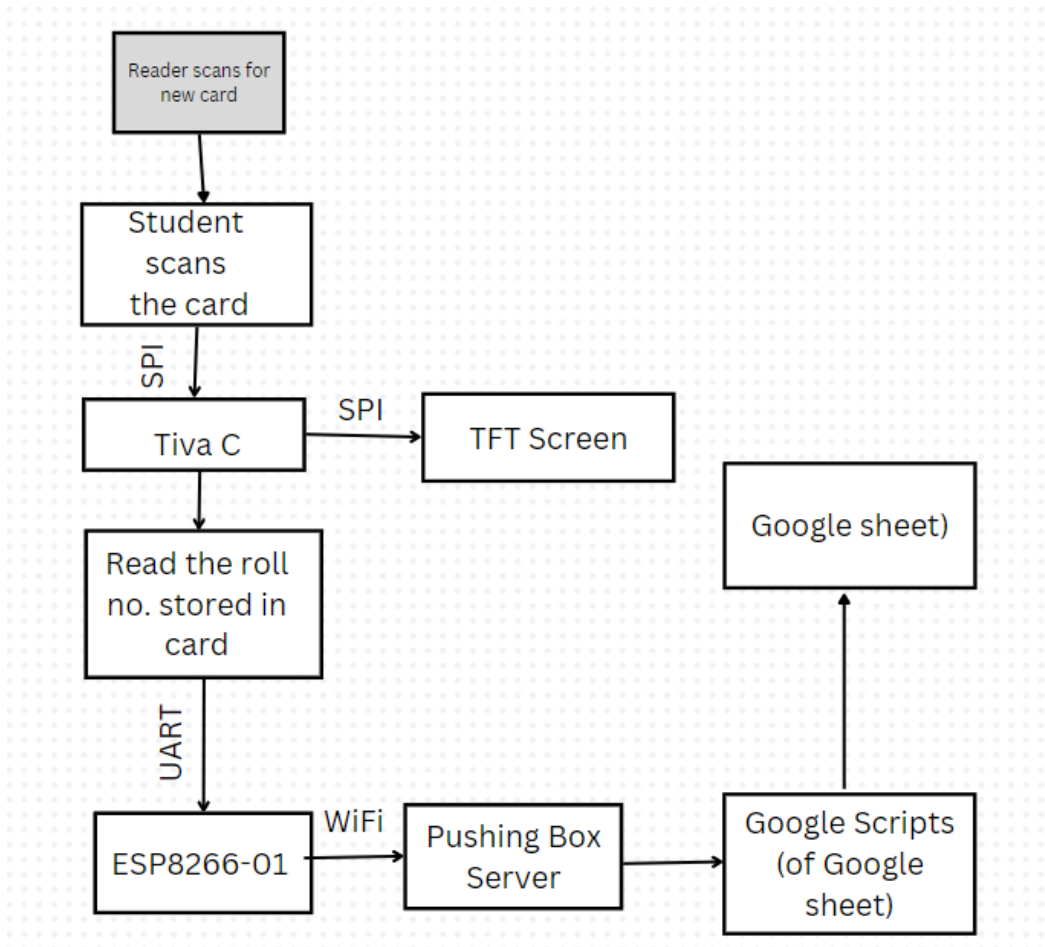 Reader scans for
new card
Student
scans
the card
SPI
Tiva C
SPI
TFT Screen
Read the roll
no. stored in
card
UART
ESP8266-01
WiFi
Pushing Box
Server
Google Scripts
(of Google
sheet)
Google sheet)